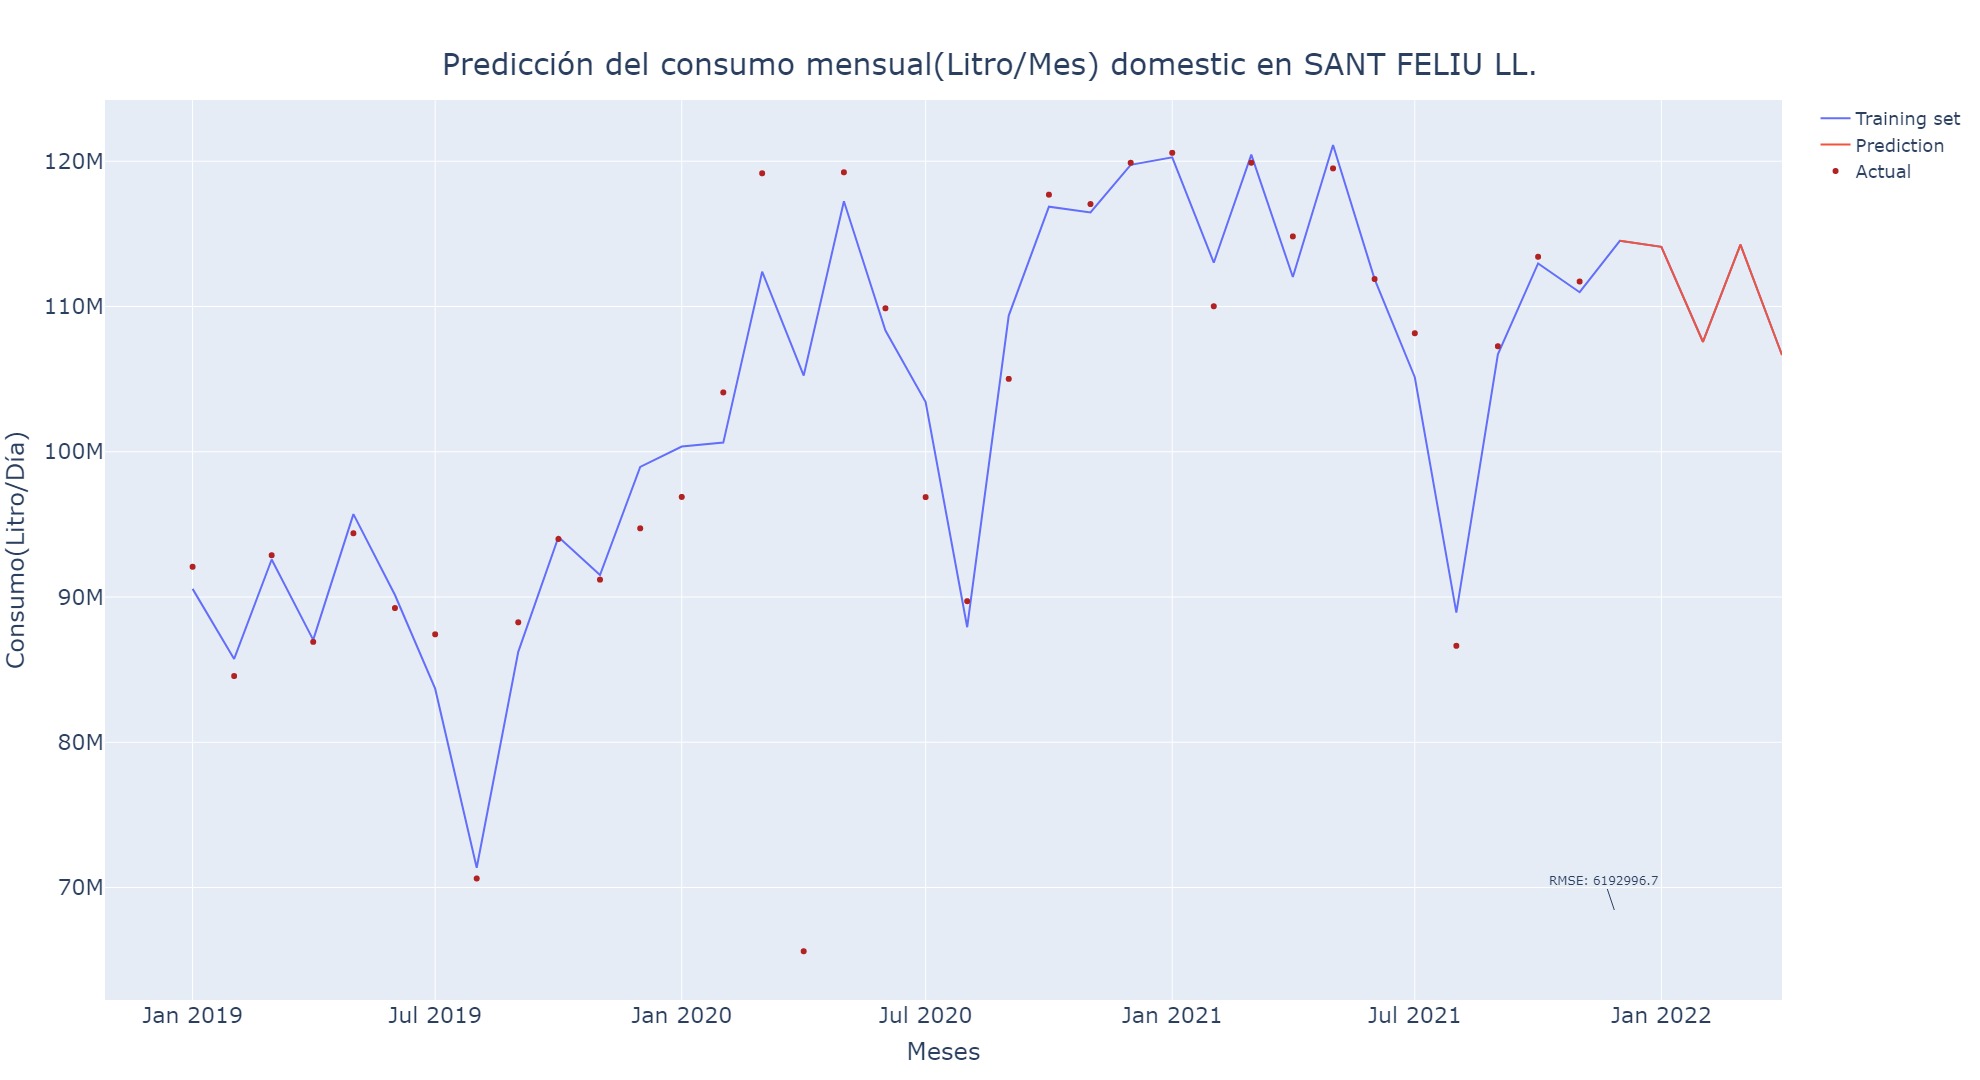 Predicción del consumo mensual(Litro/Mes) domestic en SANT FELIU LL.
Training set
Prediction
Actual
Consumo(Litro/Día)
120M
110M
100M
90M
80M
70M
RMSE: 6192996.7
Jan 2019
Jul 2019
Jan 2020
Jul 2020
Jan 2021
Jul 2021
Jan 2022
Meses